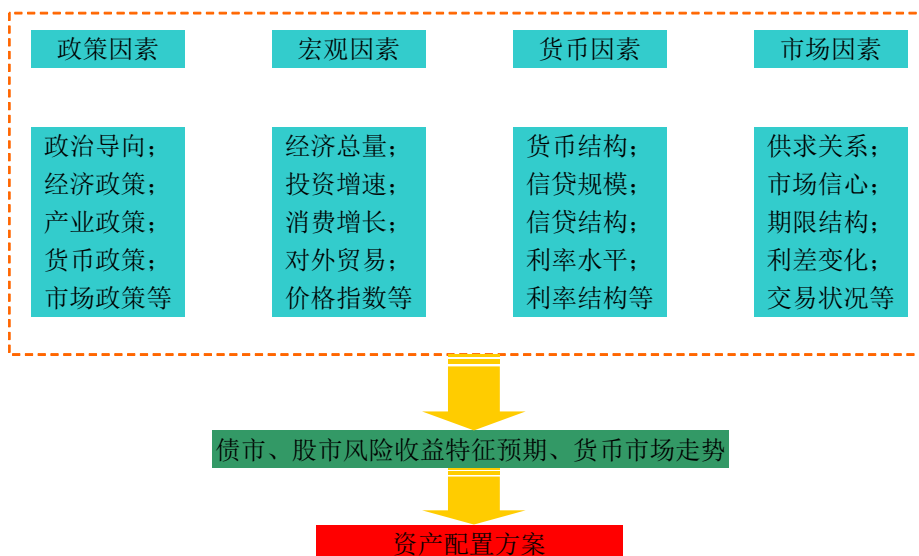 政策因素
宏观因素
货币因素
市场因素
政治导向；
经济政策；
产业政策；
货币政策；
市场政策等
经济总量；
投资增速；
消费增长；
对外贸易；
价格指数等
货币结构；
信贷规模；
信贷结构；
利率水平；
利率结构等
供求关系；
市场信心；
期限结构；
利差变化；
交易状况等
债市、股市风险收益特征预期、货币市场走势
资产配置方案